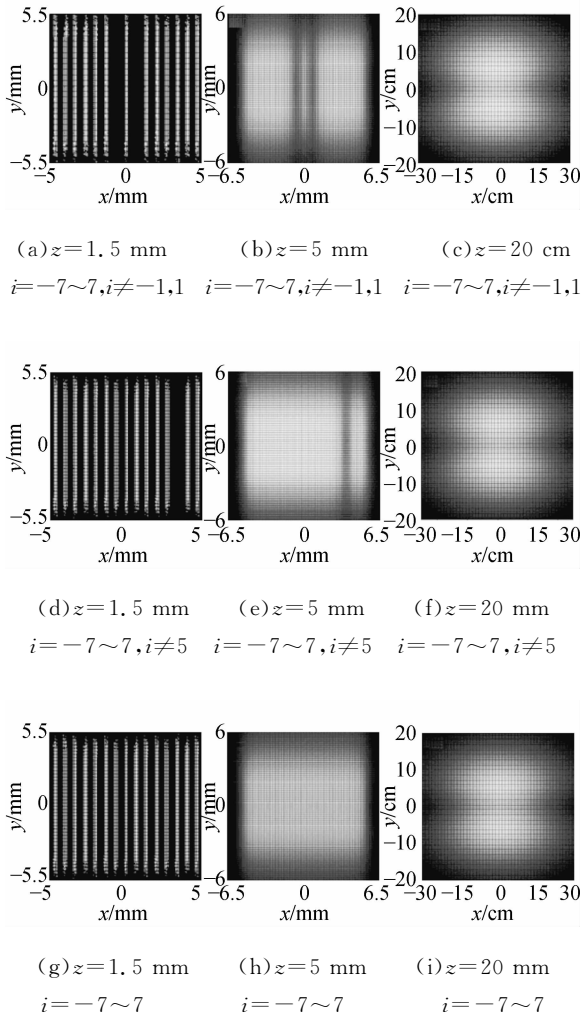 5.5
y/mm
0
−5.5
−5 0 5
x/mm
6
y/mm
0
−6
−6.5 0 6.5
x/mm
20
10
y/cm
0
−10
−20
−30 −15 0 15 30
x/cm
(a)z=1.5 mm
i=−7~7,i≠−1,1
(b)z=5 mm
i=−7~7,i≠−1,1
(c)z=20 cm
i=−7~7,i≠−1,1
5.5
y/mm
0
−5.5
−5 0 5
x/mm
6
y/mm
0
−6
−6.5 0 6.5
x/mm
20
10
y/cm
0
−10
−20
−30 −15 0 15 30
x/cm
(d)z=1.5 mm
i=−7~7,i≠5
(e)z=5 mm
i=−7~7,i≠5
(f)z=20 mm
i=−7~7,i≠5
5.5
y/mm
0
−5.5
−5 0 5
x/mm
6
y/mm
0
−6
−6.5 0 6.5
x/mm
20
10
y/cm
0
−10
−20
−30 −15 0 15 30
x/cm
(g)z=1.5 mm
i=−7~7
(h)z=5 mm
i=−7~7
(i)z=20 mm
i=−7~7